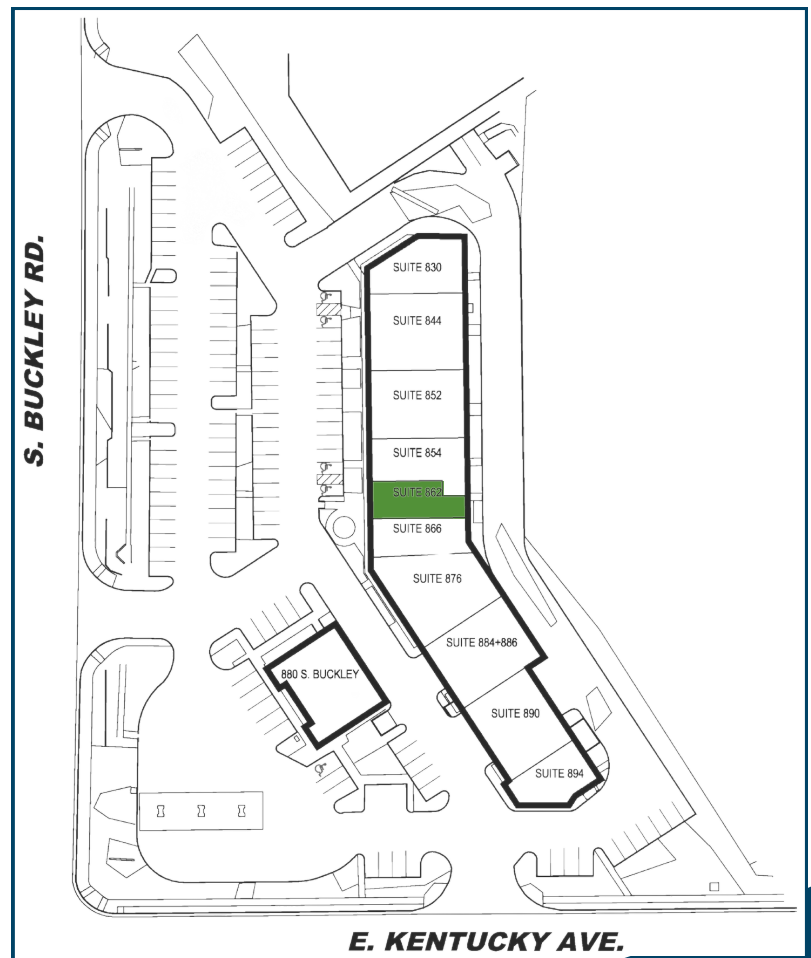 S. BUCKLEY RD.
SUITE 830
SUITE 844
SUITE 852
SUITE 854
SUITE 862
SUITE 866
SUITE 876
SUITE 884+886
880 S. BUCKLEY
SUITE 890
SUITE 894
E. KENTUCKY AVE.